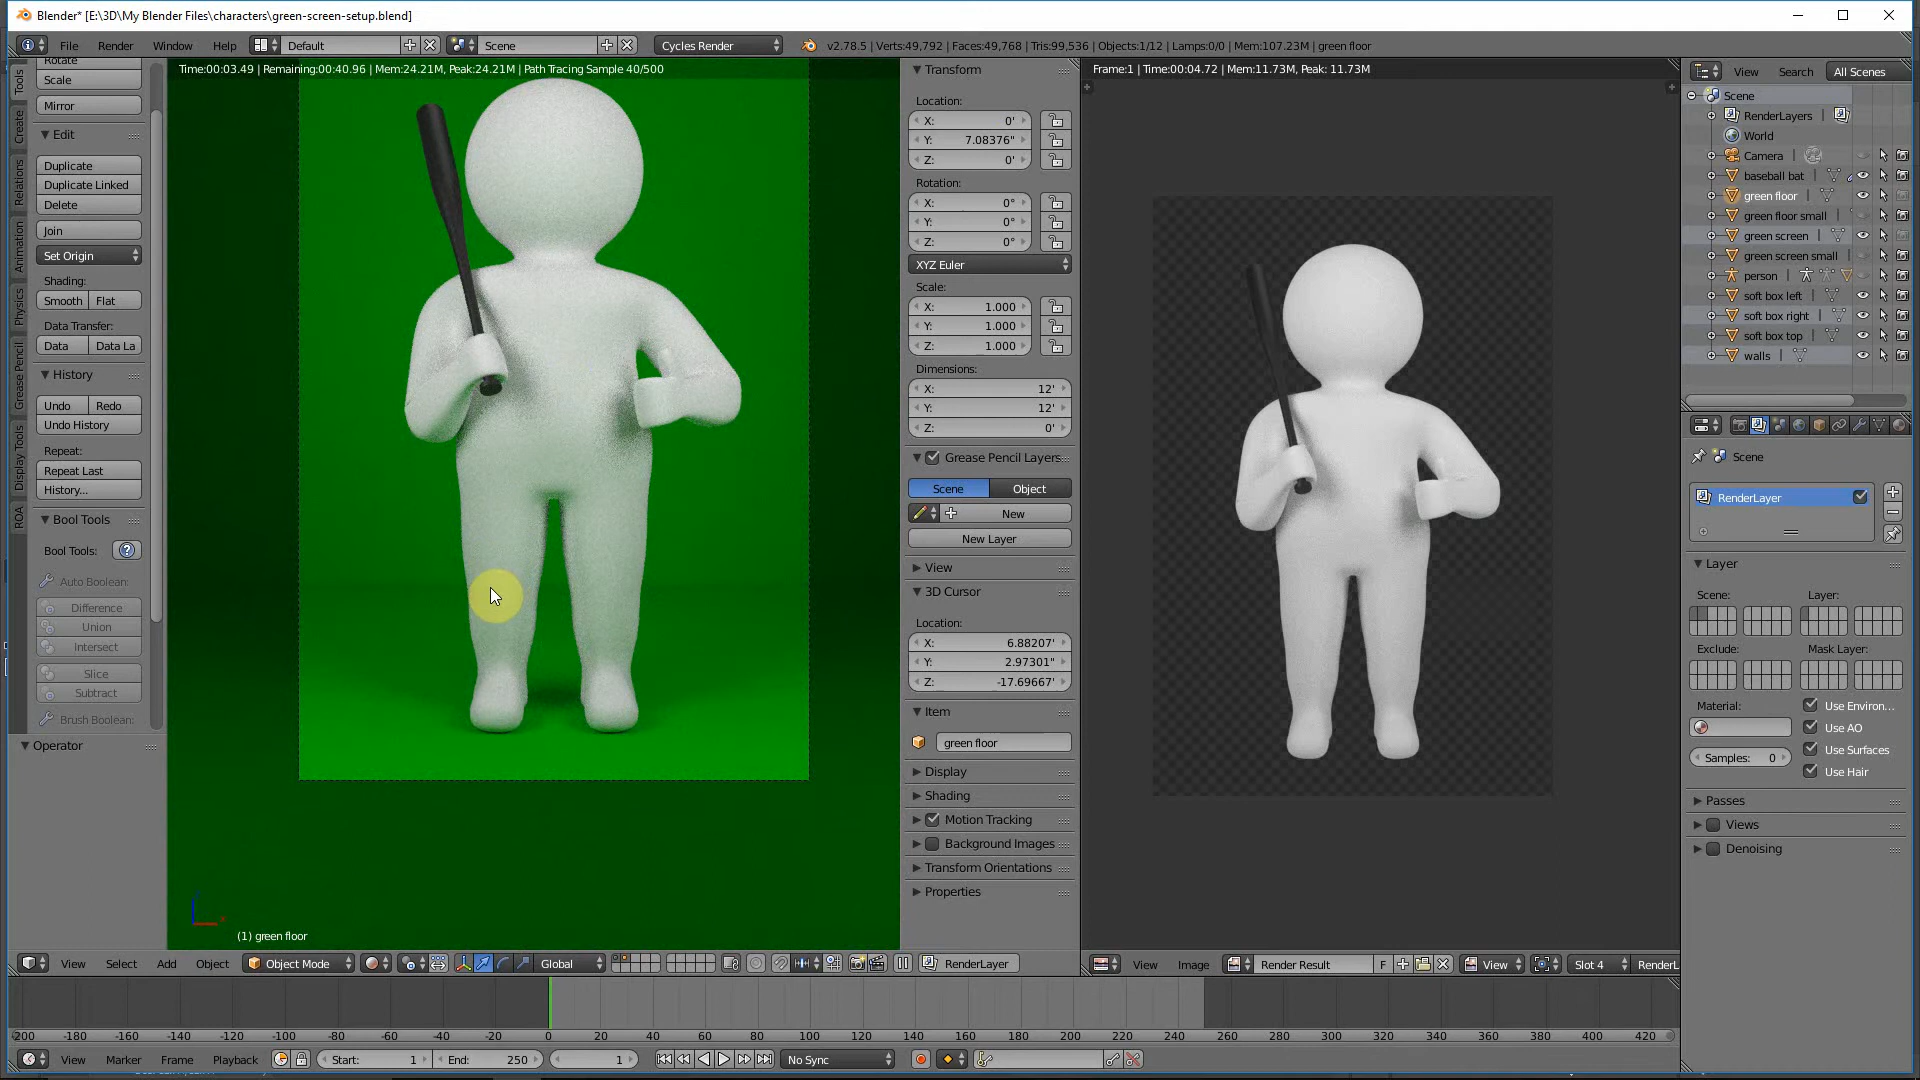 Blender* [E:\3D\My Blender Files\characters\green-screen-setup.blend]
File Render Window Help Default Scene Cycles Render v2.78.5 | Verts:49,792 | Faces:49,768 | Tris:99,536 | Objects:1/12 | Lamps:0/0 | Mem:107.23M | green floor
Time:00:03.49 | Remaining:00:40.96 | Mem:24.21M, Peak:24.21M | Path Tracing Sample 40/500
Tools
Create
Relations
Animation
Physics
Grease Pencil
Display Tools
ROA
Rotate
Scale
Mirror
Edit
Duplicate
Duplicate Linked
Delete
Join
Set Origin
Shading:
Smooth Flat
Data Transfer:
Data Data La
History
Undo Redo
Undo History
Repeat:
Repeat Last
History...
Bool Tools
Bool Tools: ?
Auto Boolean:
Difference
Union
Intersect
Slice
Subtract
Brush Boolean:
Operator
(1) green floor
Transform
Location:
X: 0'
Y: 7.08376"
Z: 0'
Rotation:
X: 0°
Y: 0°
Z: 0°
XYZ Euler
Scale:
X: 1.000
Y: 1.000
Z: 1.000
Dimensions:
X: 12'
Y: 12'
Z: 0'
Grease Pencil Layers
Scene Object
New
New Layer
View
3D Cursor
Location:
X: 6.88207'
Y: 2.97301"
Z: -17.69667'
Item
green floor
Display
Shading
Motion Tracking
Background Images
Transform Orientations
Properties
Frame:1 | Time:00:04.72 | Mem:11.73M, Peak: 11.73M
View Search All Scenes
Scene
RenderLayers
World
Camera
baseball bat
green floor
green floor small
green screen
green screen small
person
soft box left
soft box right
soft box top
walls
Scene
RenderLayer
Layer
Scene: Layer:
Exclude: Mask Layer:
Material: Use Environ...
Use AO
Samples: 0 Use Surfaces
Use Hair
Passes
Views
Denoising
View Select Add Object Object Mode Global RenderLayer
View Image Render Result F View Slot 4 RenderL
-200 -180 -160 -140 -120 -100 -80 -60 -40 -20 0 20 40 60 80 100 120 140 160 180 200 220 240 260 280 300 320 340 360 380 400 420
View Marker Frame Playback Start: 1 End: 250 1 No Sync